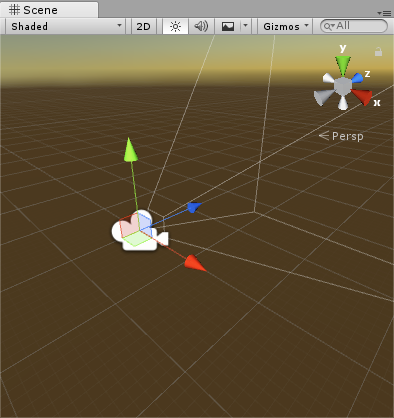 Scene
Shaded 2D Gizmos All
y
z
x
Persp